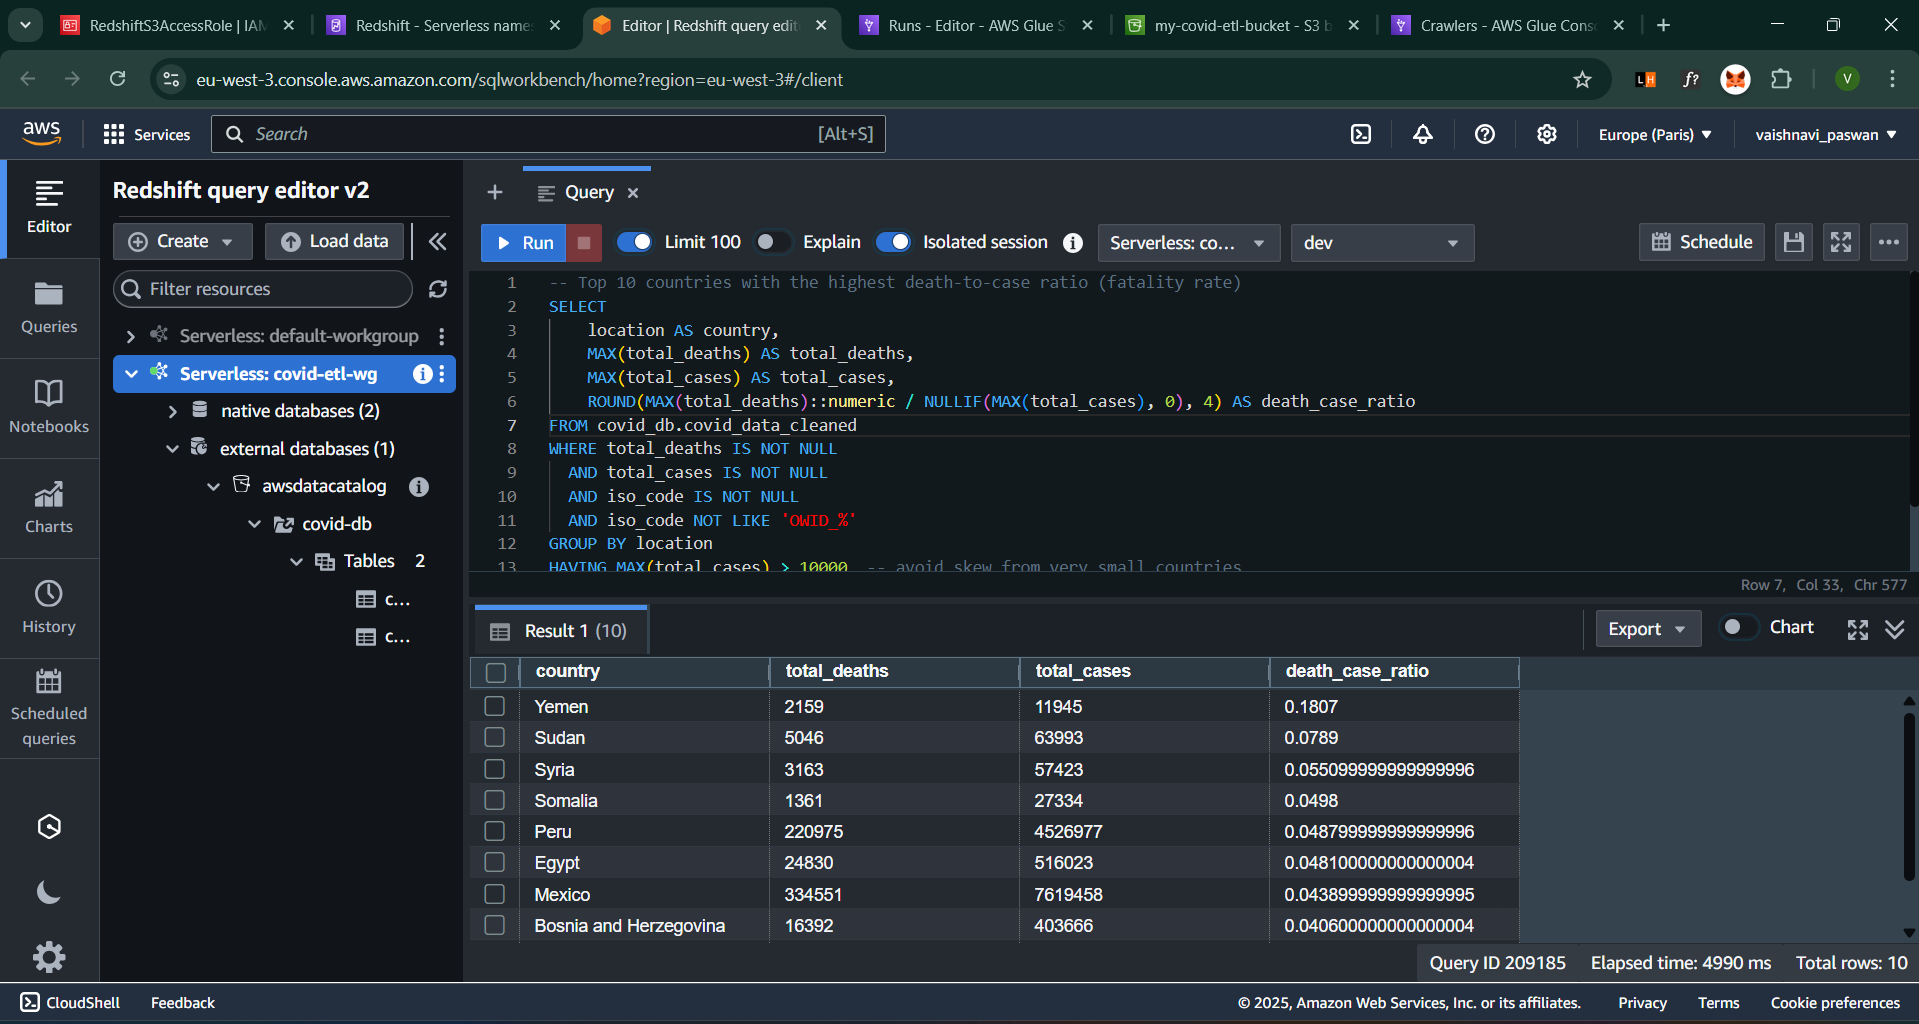 RedshiftS3AccessRole | IAM
Redshift - Serverless name
Editor | Redshift query edit
Runs - Editor - AWS Glue S
my-covid-etl-bucket - S3 b
Crawlers - AWS Glue Cons
eu-west-3.console.aws.amazon.com/sqlworkbench/home?region=eu-west-3#/client
LH
f?
V
aws
Services
Search
[Alt+S]
Europe (Paris)
vaishnavi_paswan
Editor
Queries
Notebooks
Charts
History
Scheduled
queries
Redshift query editor v2
Create
Load data
Filter resources
Serverless: default-workgroup
Serverless: covid-etl-wg
native databases (2)
external databases (1)
awsdatacatalog
covid-db
Tables 2
c...
c...
Query
Run
Limit 100
Explain
Isolated session
Serverless: co...
dev
Schedule
1 -- Top 10 countries with the highest death-to-case ratio (fatality rate)
2 SELECT
3 location AS country,
4 MAX(total_deaths) AS total_deaths,
5 MAX(total_cases) AS total_cases,
6 ROUND(MAX(total_deaths)::numeric / NULLIF(MAX(total_cases), 0), 4) AS death_case_ratio
7 FROM covid_db.covid_data_cleaned
8 WHERE total_deaths IS NOT NULL
9 AND total_cases IS NOT NULL
10 AND iso_code IS NOT NULL
11 AND iso_code NOT LIKE 'OWID_%'
12 GROUP BY location
13 HAVING MAX(total_cases) > 10000 -- avoid skew from very small countries
Row 7, Col 33, Chr 577
Result 1 (10)
Export
Chart
country total_deaths total_cases death_case_ratio
Yemen 2159 11945 0.1807
Sudan 5046 63993 0.0789
Syria 3163 57423 0.055099999999999996
Somalia 1361 27334 0.0498
Peru 220975 4526977 0.048799999999999996
Egypt 24830 516023 0.048100000000000004
Mexico 334551 7619458 0.043899999999999995
Bosnia and Herzegovina 16392 403666 0.040600000000000004
Query ID 209185 Elapsed time: 4990 ms Total rows: 10
CloudShell
Feedback
© 2025, Amazon Web Services, Inc. or its affiliates.
Privacy
Terms
Cookie preferences